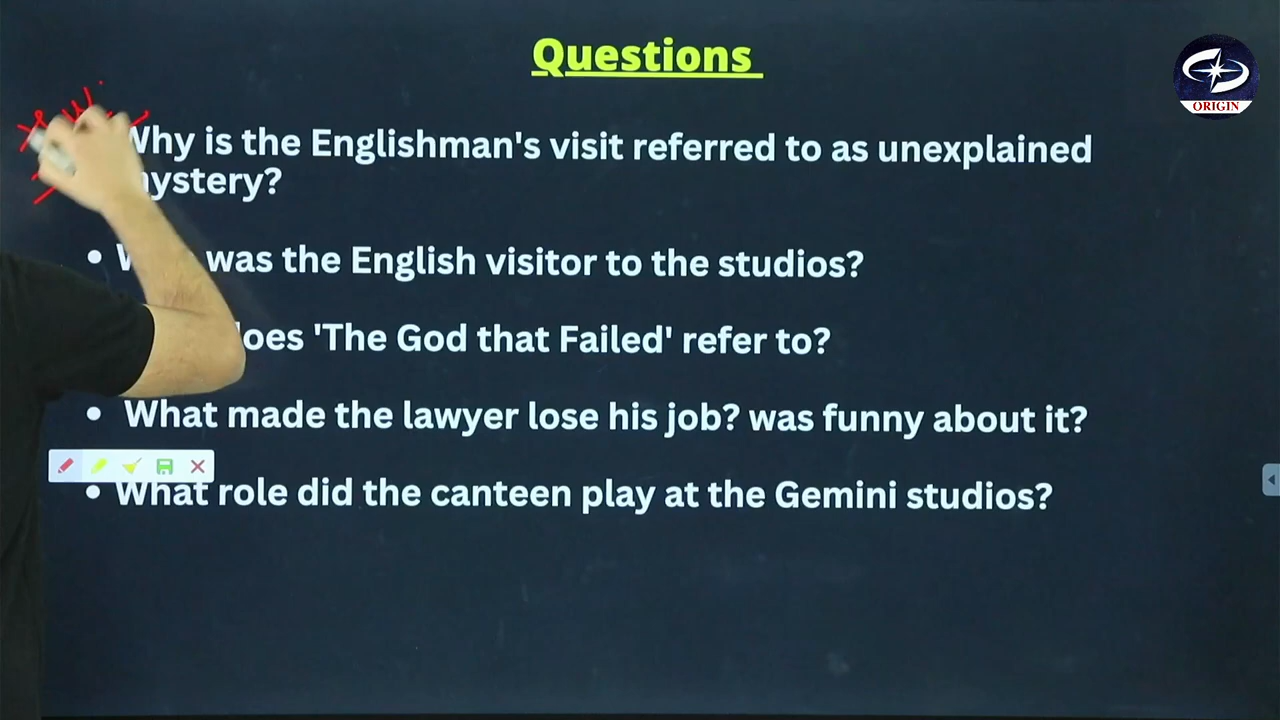 Questions
ORIGIN
Why is the Englishman's visit referred to as unexplained
mystery?
• was the English visitor to the studios?
does 'The God that Failed' refer to?
• What made the lawyer lose his job? was funny about it?
• What role did the canteen play at the Gemini studios?